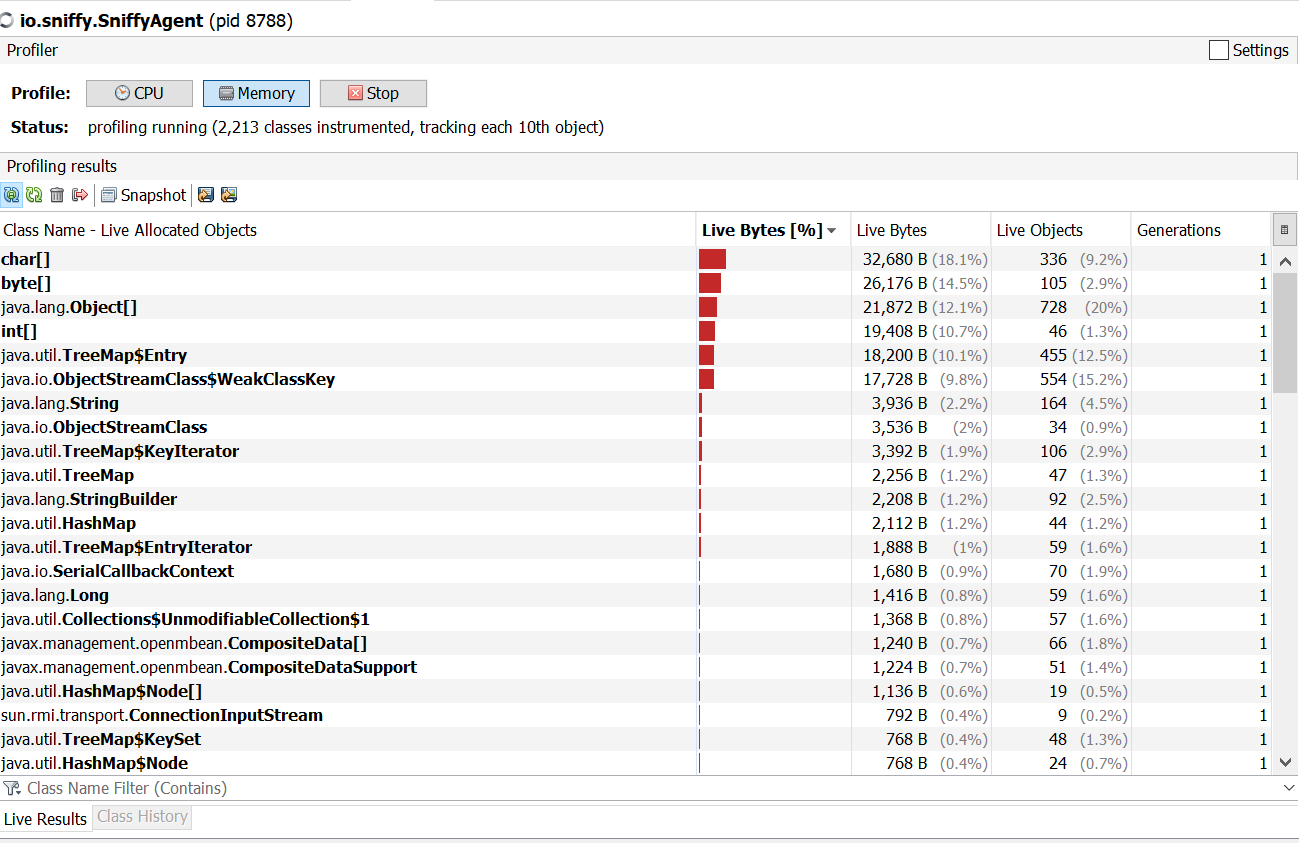 io.sniffy.SniffyAgent (pid 8788)
Profiler Settings
Profile: CPU Memory Stop
Status: profiling running (2,213 classes instrumented, tracking each 10th object)
Profiling results
Snapshot
Class Name - Live Allocated Objects Live Bytes [%] Live Bytes Live Objects Generations
char[] 32,680 B (18.1%) 336 (9.2%) 1
byte[] 26,176 B (14.5%) 105 (2.9%) 1
java.lang.Object[] 21,872 B (12.1%) 728 (20%) 1
int[] 19,408 B (10.7%) 46 (1.3%) 1
java.util.TreeMap$Entry 18,200 B (10.1%) 455 (12.5%) 1
java.io.ObjectStreamClass$WeakClassKey 17,728 B (9.8%) 554 (15.2%) 1
java.lang.String 3,936 B (2.2%) 164 (4.5%) 1
java.io.ObjectStreamClass 3,536 B (2%) 34 (0.9%) 1
java.util.TreeMap$KeyIterator 3,392 B (1.9%) 106 (2.9%) 1
java.util.TreeMap 2,256 B (1.2%) 47 (1.3%) 1
java.lang.StringBuilder 2,208 B (1.2%) 92 (2.5%) 1
java.util.HashMap 2,112 B (1.2%) 44 (1.2%) 1
java.util.TreeMap$EntryIterator 1,888 B (1%) 59 (1.6%) 1
java.io.SerialCallbackContext 1,680 B (0.9%) 70 (1.9%) 1
java.lang.Long 1,416 B (0.8%) 59 (1.6%) 1
java.util.Collections$UnmodifiableCollection$1 1,368 B (0.8%) 57 (1.6%) 1
javax.management.openmbean.CompositeData[] 1,240 B (0.7%) 66 (1.8%) 1
javax.management.openmbean.CompositeDataSupport 1,224 B (0.7%) 51 (1.4%) 1
java.util.HashMap$Node[] 1,136 B (0.6%) 19 (0.5%) 1
sun.rmi.transport.ConnectionInputStream 792 B (0.4%) 9 (0.2%) 1
java.util.TreeMap$KeySet 768 B (0.4%) 48 (1.3%) 1
java.util.HashMap$Node 768 B (0.4%) 24 (0.7%) 1
Class Name Filter (Contains)
Live Results Class History